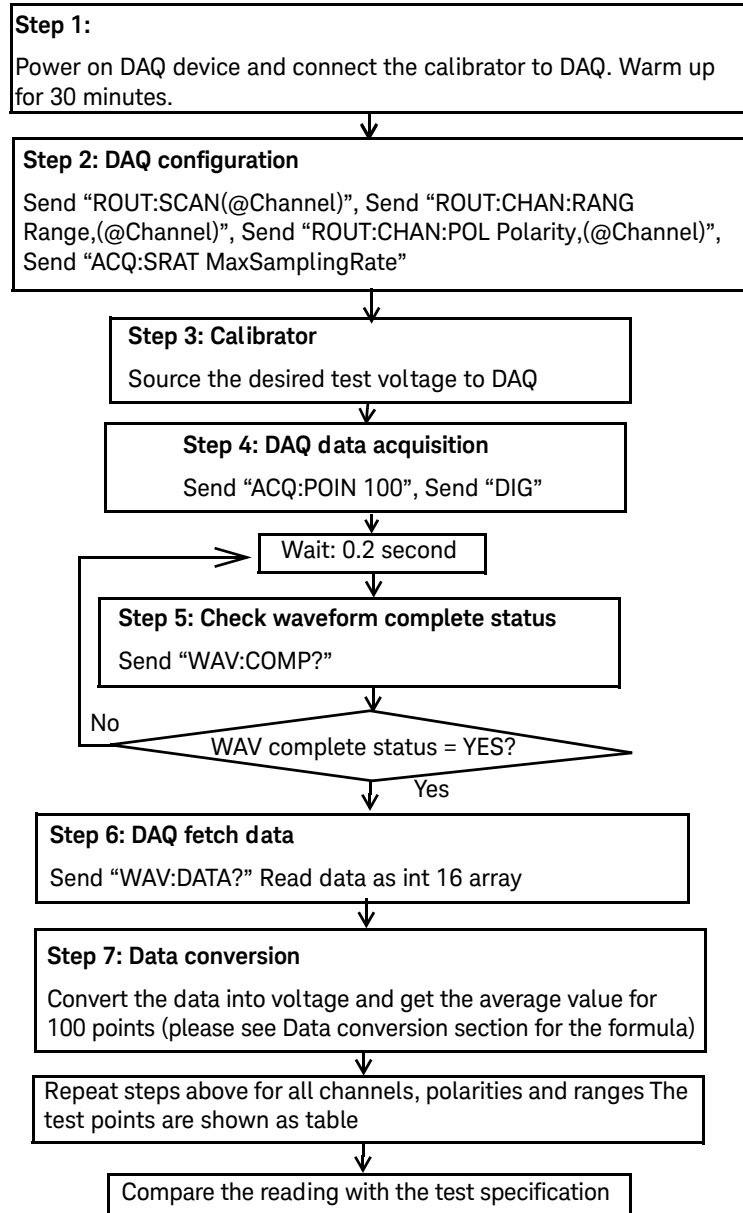 Step 1:
Power on DAQ device and connect the calibrator to DAQ. Warm up
for 30 minutes.
Step 2: DAQ configuration
Send “ROUT:SCAN(@Channel)”, Send “ROUT:CHAN:RANG
Range,(@Channel)”, Send “ROUT:CHAN:POL Polarity,(@Channel)”,
Send “ACQ:SRAT MaxSamplingRate”
Step 3: Calibrator
Source the desired test voltage to DAQ
Step 4: DAQ data acquisition
Send “ACQ:POIN 100”, Send “DIG”
Wait: 0.2 second
Step 5: Check waveform complete status
Send “WAV:COMP?”
No
WAV complete status = YES?
Yes
Step 6: DAQ fetch data
Send “WAV:DATA?” Read data as int 16 array
Step 7: Data conversion
Convert the data into voltage and get the average value for
100 points (please see Data conversion section for the formula)
Repeat steps above for all channels, polarities and ranges The
test points are shown as table
Compare the reading with the test specification